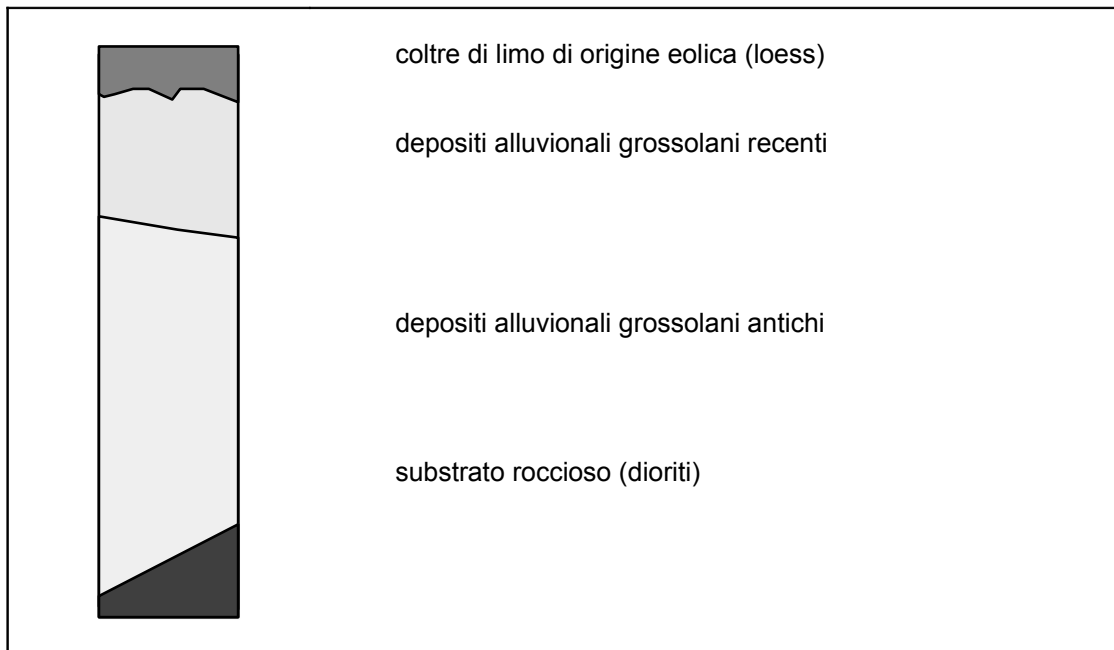 coltre di limo di origine eolica (loess)
depositi alluvionali grossolani recenti
depositi alluvionali grossolani antichi
substrato roccioso (dioriti)